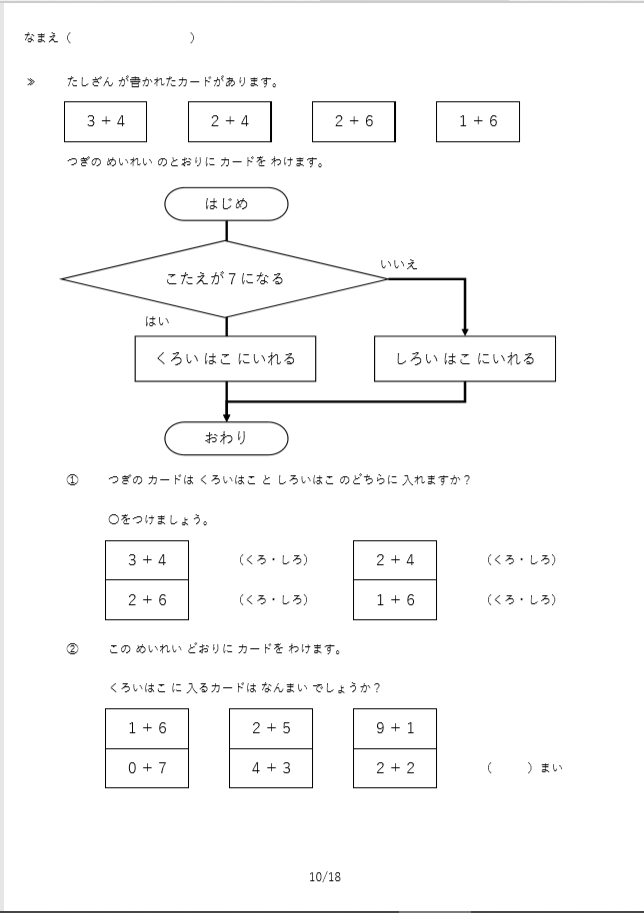 なまえ（　　　　　　　　　　）
≫　たしざん が書かれたカードがあります。
3 + 4　2 + 4　2 + 6　1 + 6
つぎの めいれい のとおりに カードを わけます。
はじめ
いいえ
こたえが７になる
はい
くろい はこ にいれる　しろい はこ にいれる
おわり
①　つぎの カードは くろいはこ と しろいはこ のどちらに 入れますか？
〇をつけましょう。
3 + 4　（くろ・しろ）　2 + 4　（くろ・しろ）
2 + 6　（くろ・しろ）　1 + 6　（くろ・しろ）
②　この めいれい どおりに カードを わけます。
くろいはこ に 入るカードは なんまい でしょうか？
1 + 6　2 + 5　9 + 1
0 + 7　4 + 3　2 + 2　（　　）まい
10/18